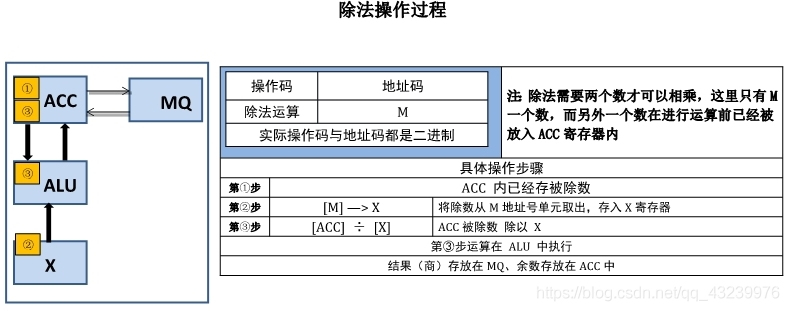 除法操作过程
①
③
ACC
MQ
③
ALU
②
X
操作码 地址码
除法运算 M
实际操作码与地址码都是二进制
注: 除法需要两个数才可以相乘，这里只有 M
一个数，而另外一个数在进行运算前已经被
放入 ACC 寄存器内
具体操作步骤
第①步 ACC 内已经存被除数
第②步 [M] —> X 将除数从 M 地址号单元取出，存入 X 寄存器
第③步 [ACC] ÷ [X] ACC 被除数 除以 X
第③步运算在 ALU 中执行
结果（商）存放在 MQ、余数存放在 ACC 中
https://blog.csdn.net/qq_43239976